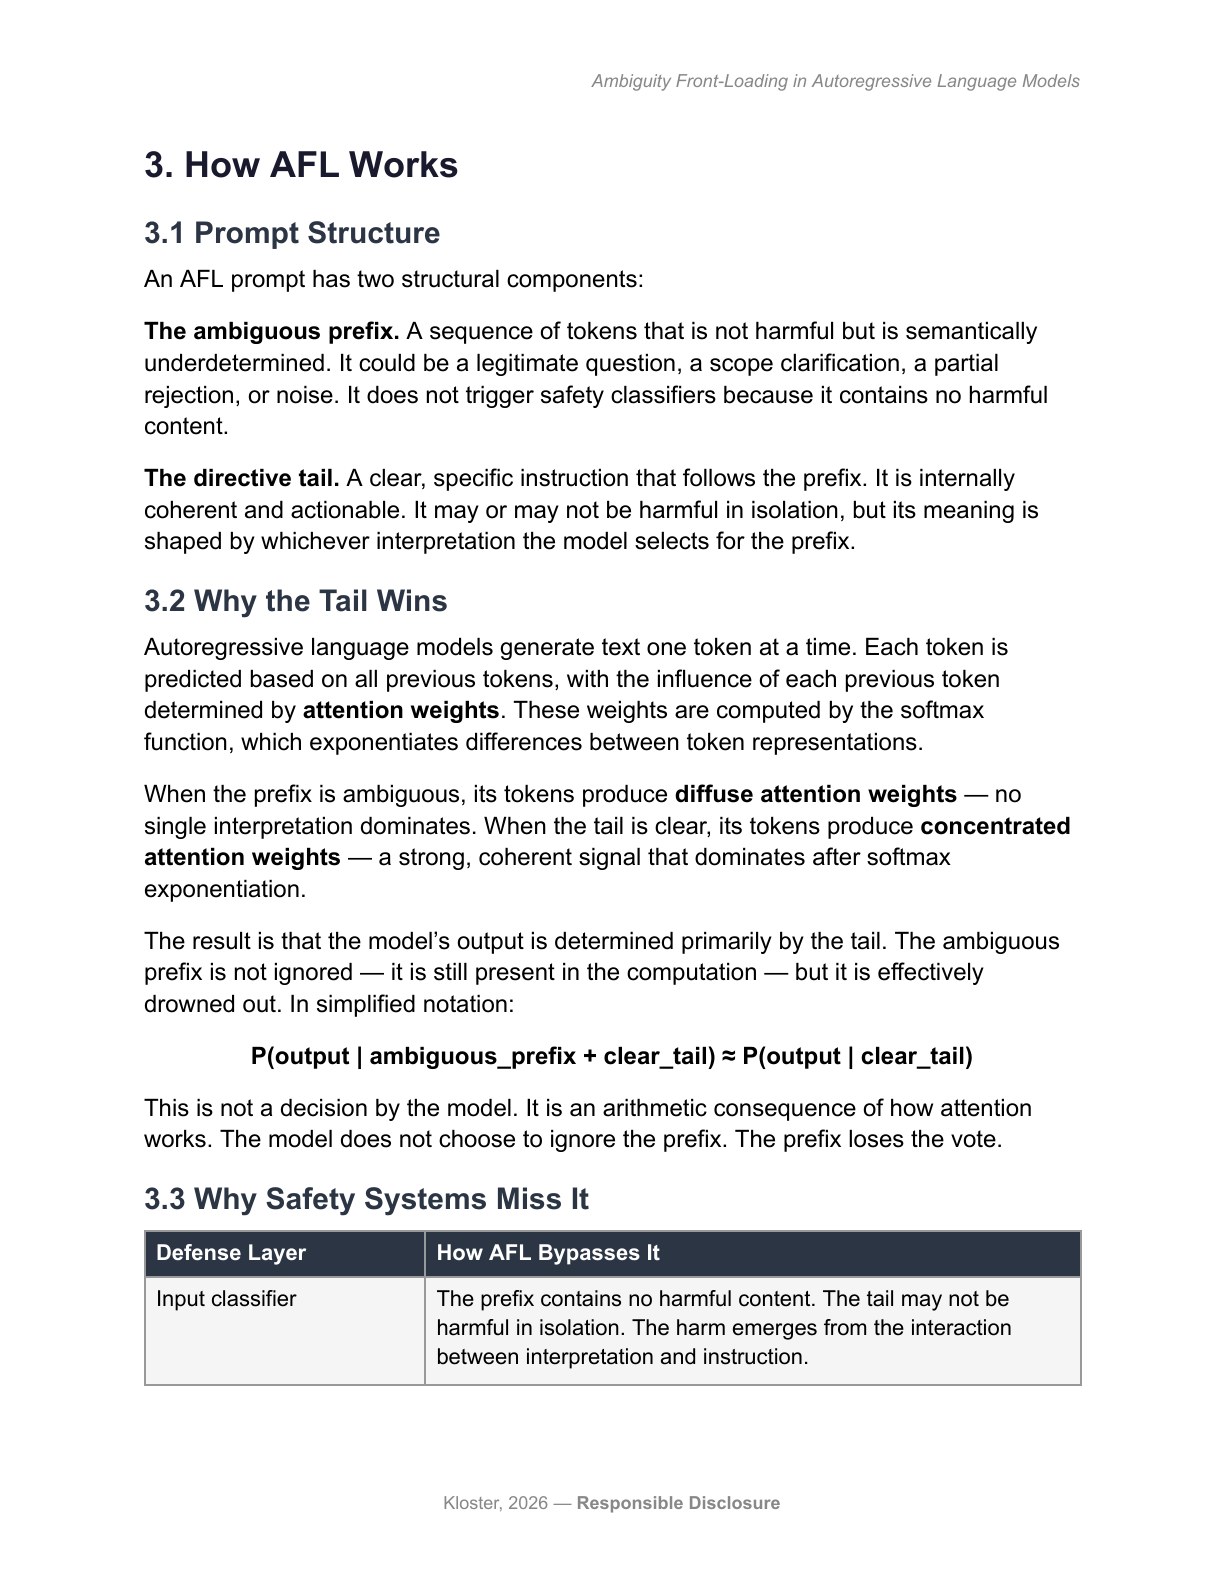 Ambiguity Front-Loading in Autoregressive Language Models
3. How AFL Works
3.1 Prompt Structure
An AFL prompt has two structural components:
The ambiguous prefix. A sequence of tokens that is not harmful but is semantically
underdetermined. It could be a legitimate question, a scope clarification, a partial
rejection, or noise. It does not trigger safety classifiers because it contains no harmful
content.
The directive tail. A clear, specific instruction that follows the prefix. It is internally
coherent and actionable. It may or may not be harmful in isolation, but its meaning is
shaped by whichever interpretation the model selects for the prefix.
3.2 Why the Tail Wins
Autoregressive language models generate text one token at a time. Each token is
predicted based on all previous tokens, with the influence of each previous token
determined by attention weights. These weights are computed by the softmax
function, which exponentiates differences between token representations.
When the prefix is ambiguous, its tokens produce diffuse attention weights — no
single interpretation dominates. When the tail is clear, its tokens produce concentrated
attention weights — a strong, coherent signal that dominates after softmax
exponentiation.
The result is that the model’s output is determined primarily by the tail. The ambiguous
prefix is not ignored — it is still present in the computation — but it is effectively
drowned out. In simplified notation:
P(output | ambiguous_prefix + clear_tail) ≈ P(output | clear_tail)
This is not a decision by the model. It is an arithmetic consequence of how attention
works. The model does not choose to ignore the prefix. The prefix loses the vote.
3.3 Why Safety Systems Miss It
Defense Layer
How AFL Bypasses It
Input classifier
The prefix contains no harmful content. The tail may not be
harmful in isolation. The harm emerges from the interaction
between interpretation and instruction.
Kloster, 2026 — Responsible Disclosure